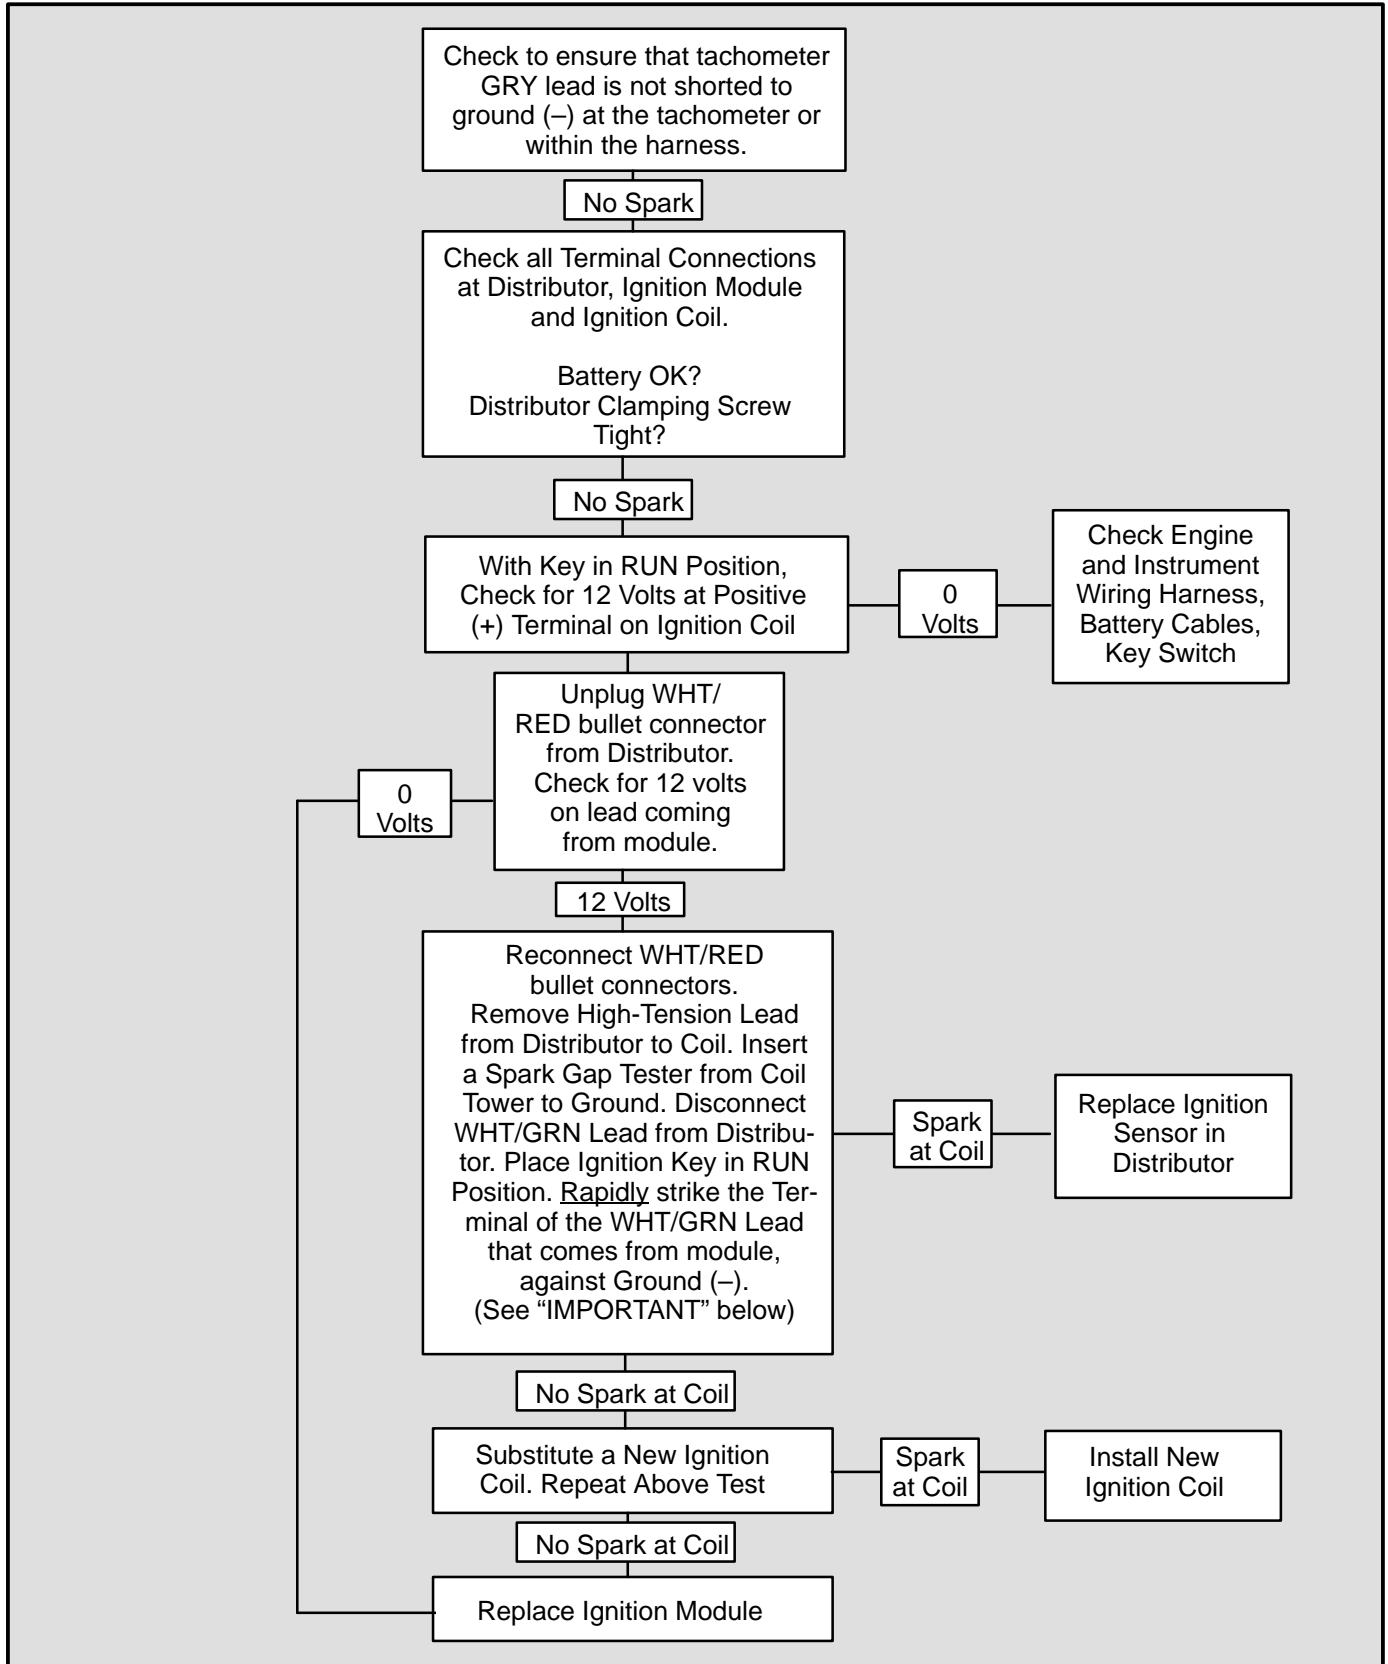 Check to ensure that tachometer
GRY lead is not shorted to
ground (–) at the tachometer or
within the harness.
No Spark
Check all Terminal Connections
at Distributor, Ignition Module
and Ignition Coil.
Battery OK?
Distributor Clamping Screw
Tight?
No Spark
With Key in RUN Position,
Check for 12 Volts at Positive
(+) Terminal on Ignition Coil
0
Volts
Check Engine
and Instrument
Wiring Harness,
Battery Cables,
Key Switch
Unplug WHT/
RED bullet connector
from Distributor.
Check for 12 volts
on lead coming
from module.
0
Volts
12 Volts
Reconnect WHT/RED
bullet connectors.
Remove High-Tension Lead
from Distributor to Coil. Insert
a Spark Gap Tester from Coil
Tower to Ground. Disconnect
WHT/GRN Lead from Distribu-
tor. Place Ignition Key in RUN
Position. Rapidly strike the Ter-
minal of the WHT/GRN Lead
that comes from module,
against Ground (–).
(See “IMPORTANT” below)
Spark
at Coil
Replace Ignition
Sensor in
Distributor
No Spark at Coil
Substitute a New Ignition
Coil. Repeat Above Test
Spark
at Coil
Install New
Ignition Coil
No Spark at Coil
Replace Ignition Module